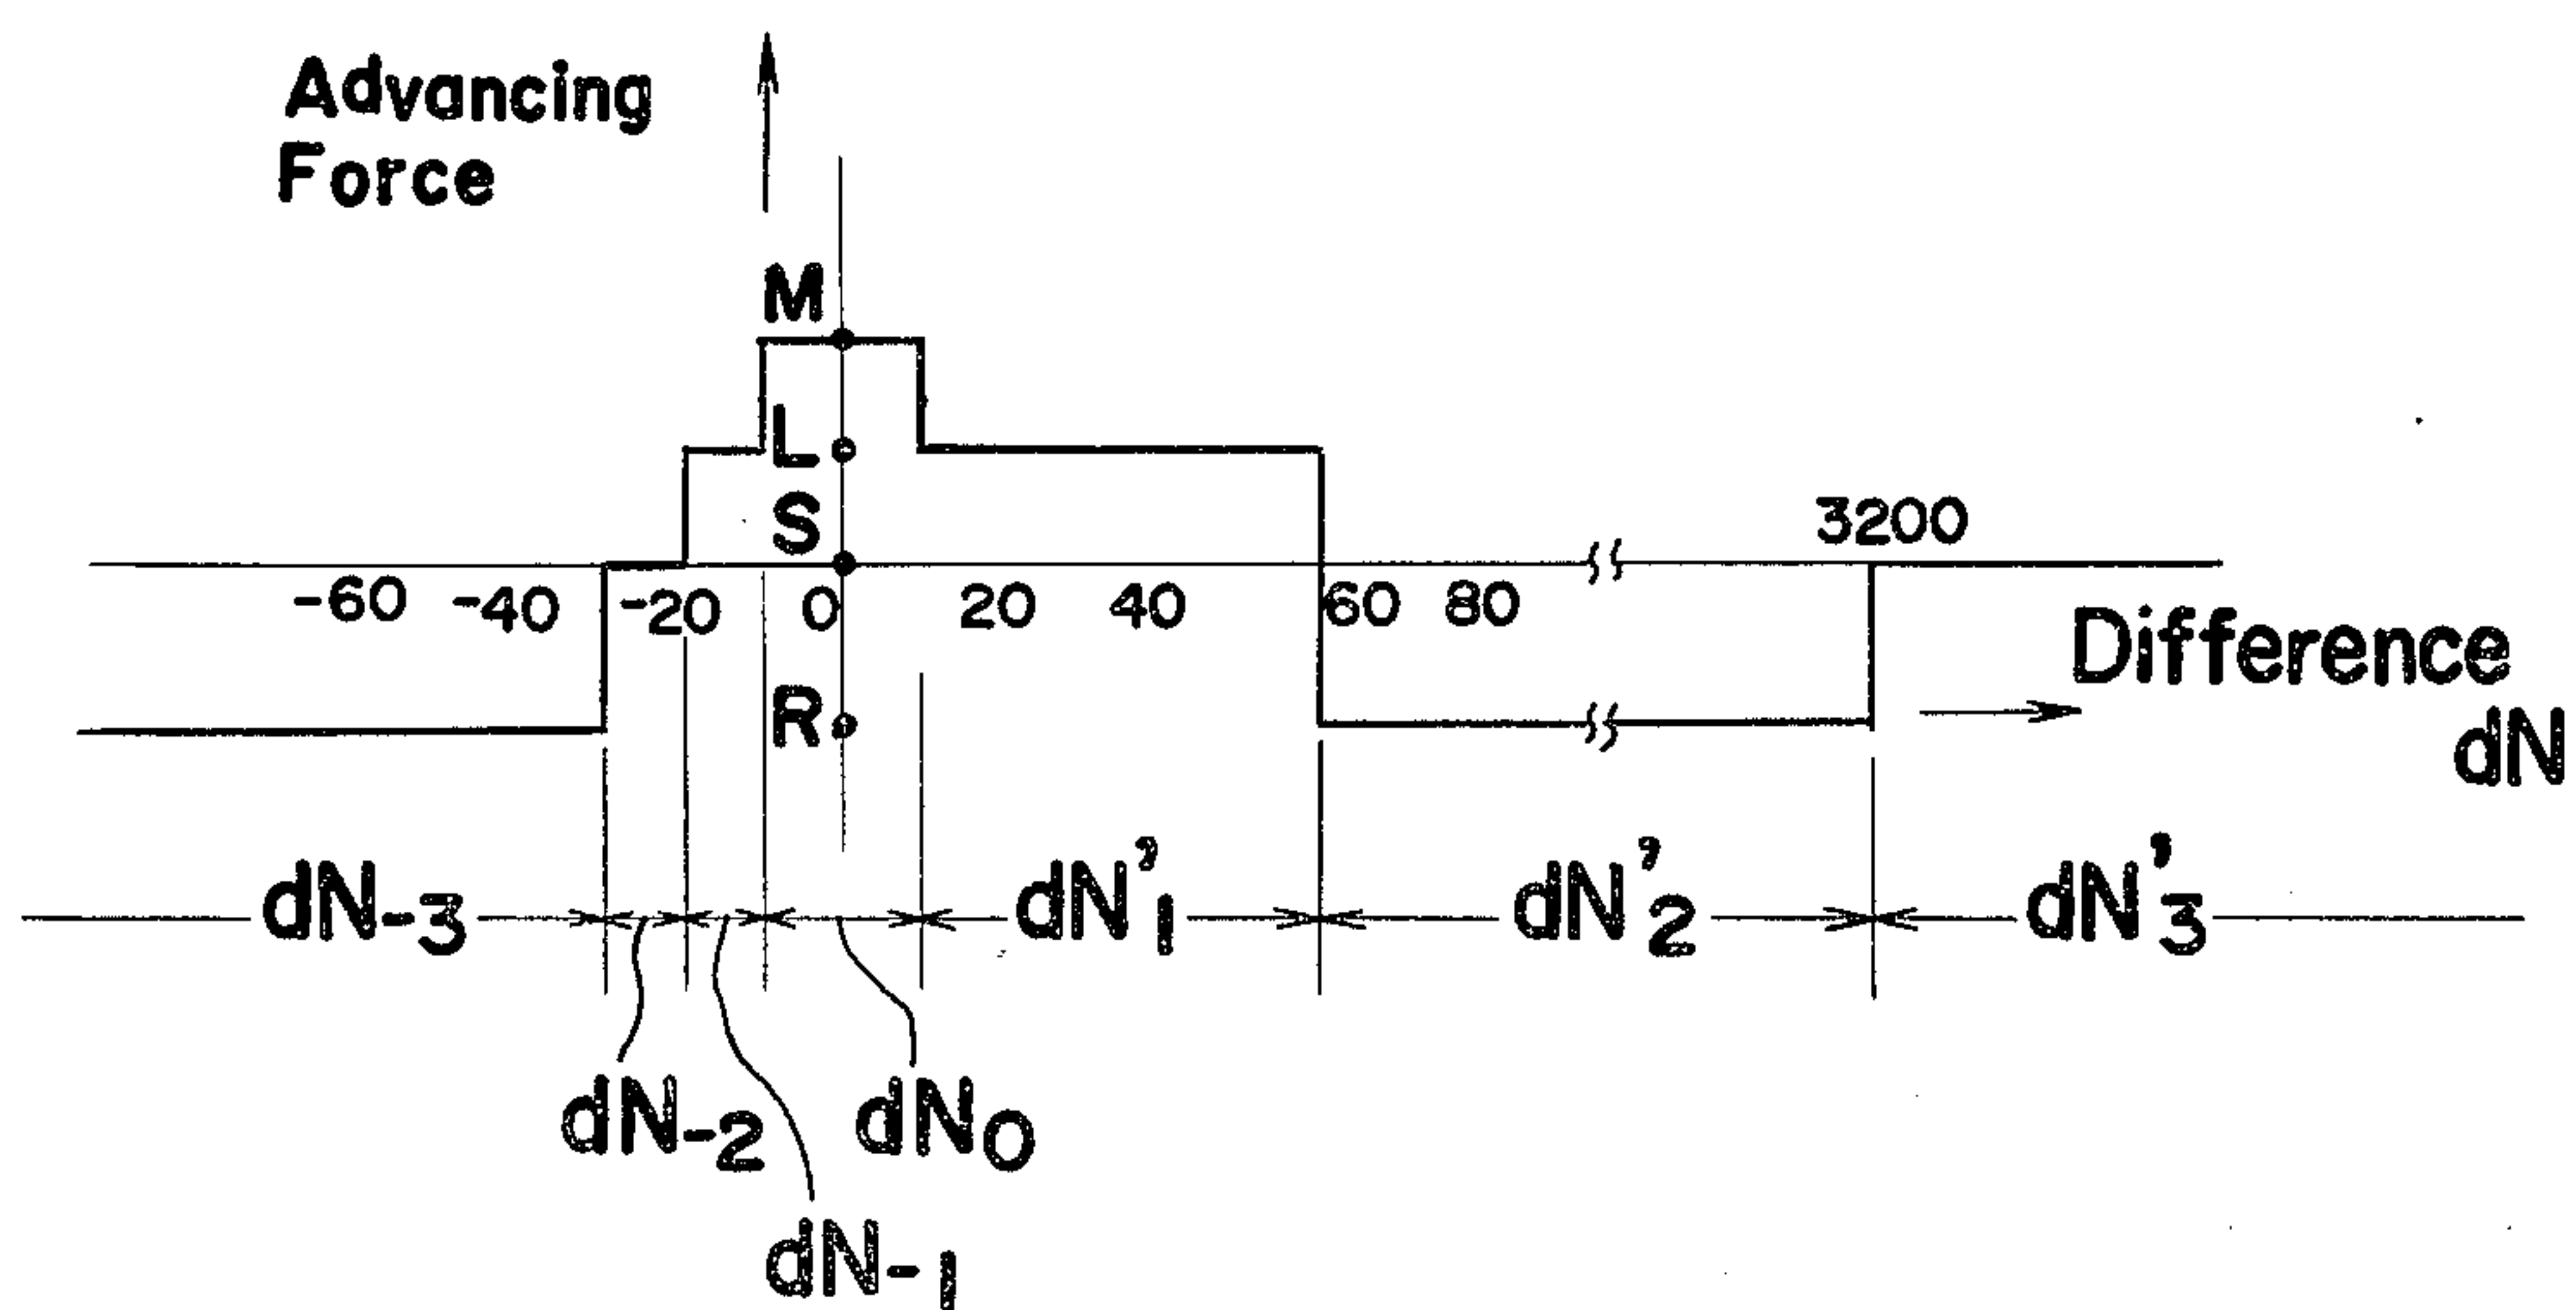 Advancing
Force
M
L
S
3200
-60 -40 -20 0 20 40 60 80
Difference
R
dN
dN-3 dN'1 dN'2 dN'3
dN-2 dN0
dN-1